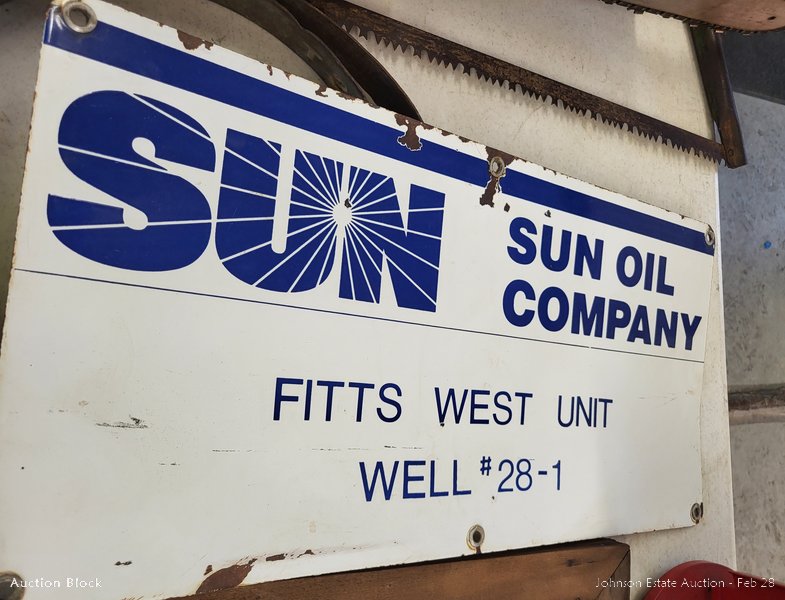 SUN
SUN OIL
COMPANY
FITTS WEST UNIT
WELL #28-1
Auction Block
Johnson Estate Auction - Feb 28